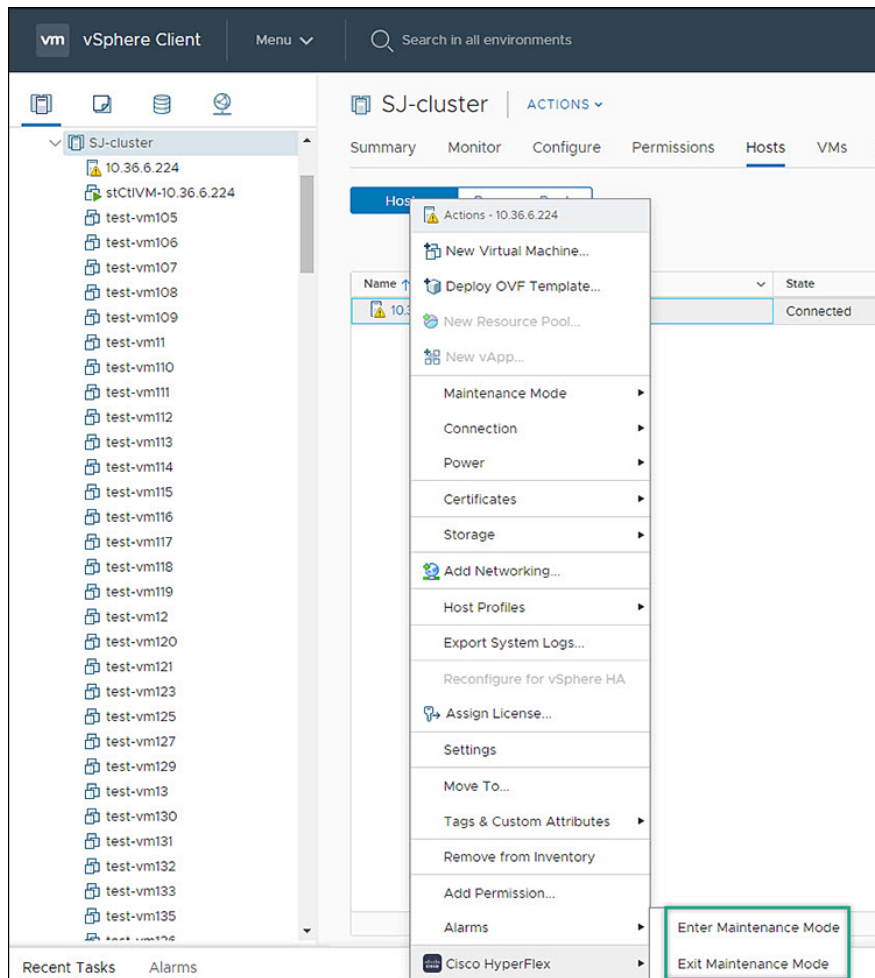 vm vSphere Client Menu Search in all environments
SJ-cluster
10.36.6.224
stCtlVM-10.36.6.224
test-vm105
test-vm106
test-vm107
test-vm108
test-vm109
test-vm11
test-vm110
test-vm111
test-vm112
test-vm113
test-vm114
test-vm115
test-vm116
test-vm117
test-vm118
test-vm119
test-vm12
test-vm120
test-vm121
test-vm123
test-vm125
test-vm127
test-vm129
test-vm13
test-vm130
test-vm131
test-vm132
test-vm133
test-vm135
SJ-cluster ACTIONS
Summary Monitor Configure Permissions Hosts VMs
Name State
Connected
Actions - 10.36.6.224
New Virtual Machine...
Deploy OVF Template...
New Resource Pool...
New vApp...
Maintenance Mode
Connection
Power
Certificates
Storage
Add Networking...
Host Profiles
Export System Logs...
Reconfigure for vSphere HA
Assign License...
Settings
Move To...
Tags & Custom Attributes
Remove from Inventory
Add Permission...
Alarms
Cisco HyperFlex
Enter Maintenance Mode
Exit Maintenance Mode
Recent Tasks Alarms